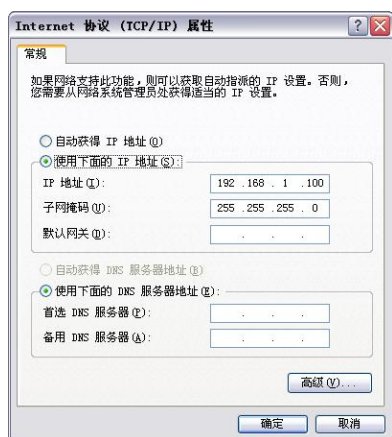 Internet 协议 (TCP/IP) 属性
常规
如果网络支持此功能，则可以获取自动指派的 IP 设置。否则，
您需要从网络系统管理员处获得适当的 IP 设置。
自动获得 IP 地址(O)
使用下面的 IP 地址(S):
IP 地址(I): 192 .168 . 1 .100
子网掩码(U): 255 .255 .255 . 0
默认网关(D): . . .
自动获得 DNS 服务器地址(B)
使用下面的 DNS 服务器地址(E):
首选 DNS 服务器(P): . . .
备用 DNS 服务器(A): . . .
高级(V)...
确定 取消